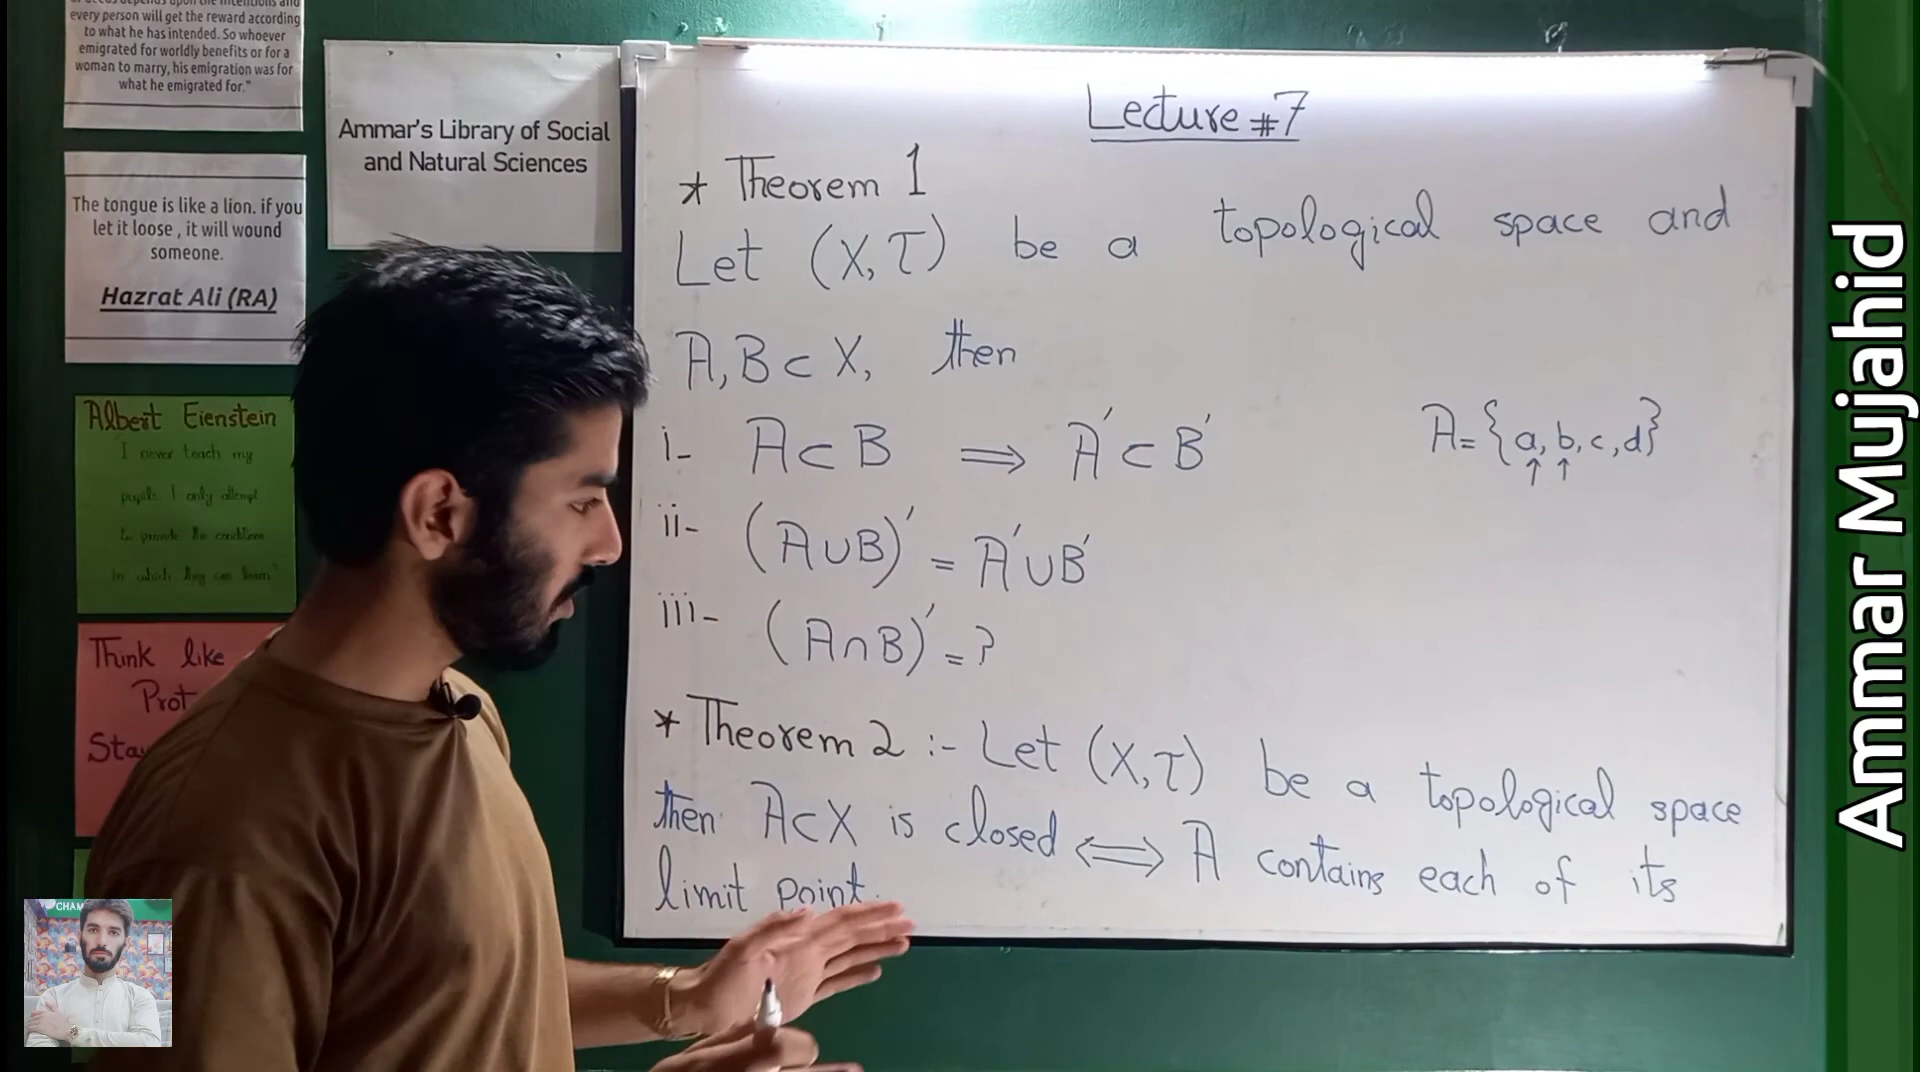 every person will get the reward according
to what he has intended. So whoever
emigrated for worldly benefits or for a
woman to marry, his emigration was for
what he emigrated for."
The tongue is like a lion. if you
let it loose , it will wound
someone.
Hazrat Ali (RA)
Albert Eienstein
I never teach my
pupils. I only attempt
to provide the conditions
in which they can learn."
Think like
Prot
Stay
CHAM
Ammar's Library of Social
and Natural Sciences
Lecture #7
* Theorem 1
Let (X,τ) be a topological space and
A,B⊂X, then
i- A⊂B ⟹ A'⊂B'
A={a,b,c,d}
↑ ↑
ii- (A∪B)' = A'∪B'
iii- (A∩B)' = ?
* Theorem 2 :- Let (X,τ) be a topological space
then A⊂X is closed ⟺ A contains each of its
limit point.
Ammar Mujahid